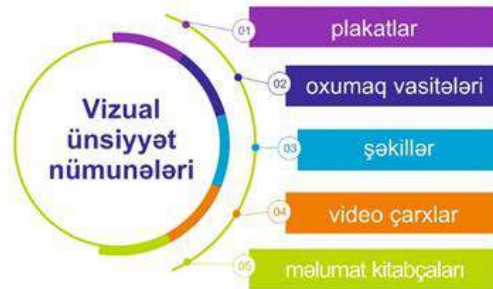 Vizual
ünsiyyət
nümunələri
01 plakatlar
02 oxumaq vasitələri
03 şəkillər
04 video çarxlar
05 məlumat kitabçaları